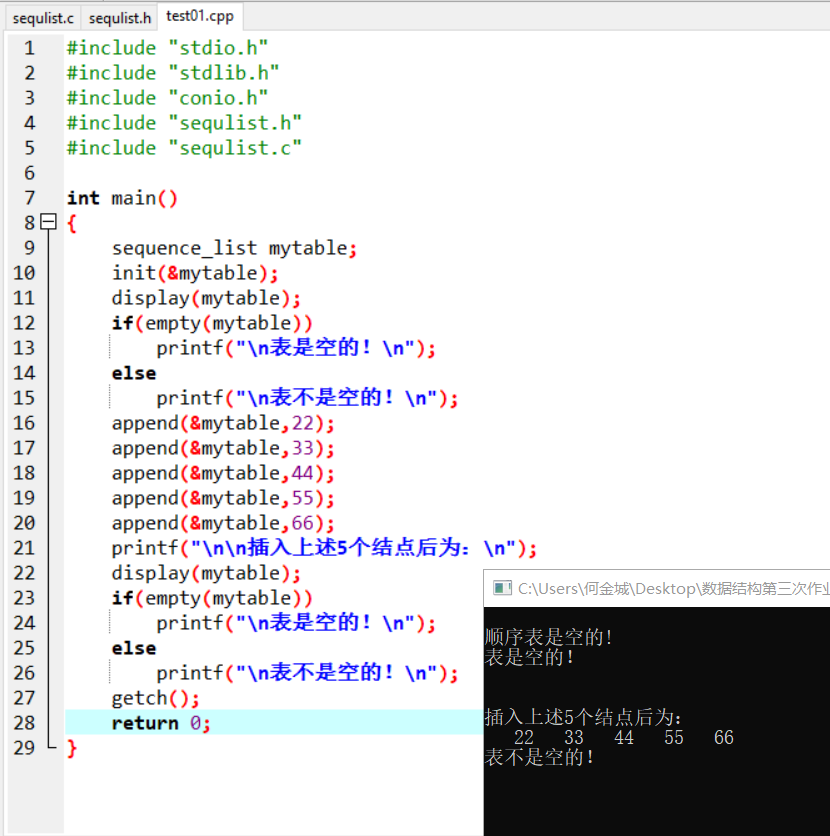 sequlist.c sequlist.h test01.cpp
1 #include "stdio.h"
2 #include "stdlib.h"
3 #include "conio.h"
4 #include "sequlist.h"
5 #include "sequlist.c"
6
7 int main()
8 {
9 sequence_list mytable;
10 init(&mytable);
11 display(mytable);
12 if(empty(mytable))
13 printf("\n表是空的! \n");
14 else
15 printf("\n表不是空的! \n");
16 append(&mytable,22);
17 append(&mytable,33);
18 append(&mytable,44);
19 append(&mytable,55);
20 append(&mytable,66);
21 printf("\n\n插入上述5个结点后为: \n");
22 display(mytable);
23 if(empty(mytable))
24 printf("\n表是空的! \n");
25 else
26 printf("\n表不是空的! \n");
27 getch();
28 return 0;
29 }
C:\Users\何金城\Desktop\数据结构第三次作业
顺序表是空的!
表是空的!
插入上述5个结点后为:
22 33 44 55 66
表不是空的!